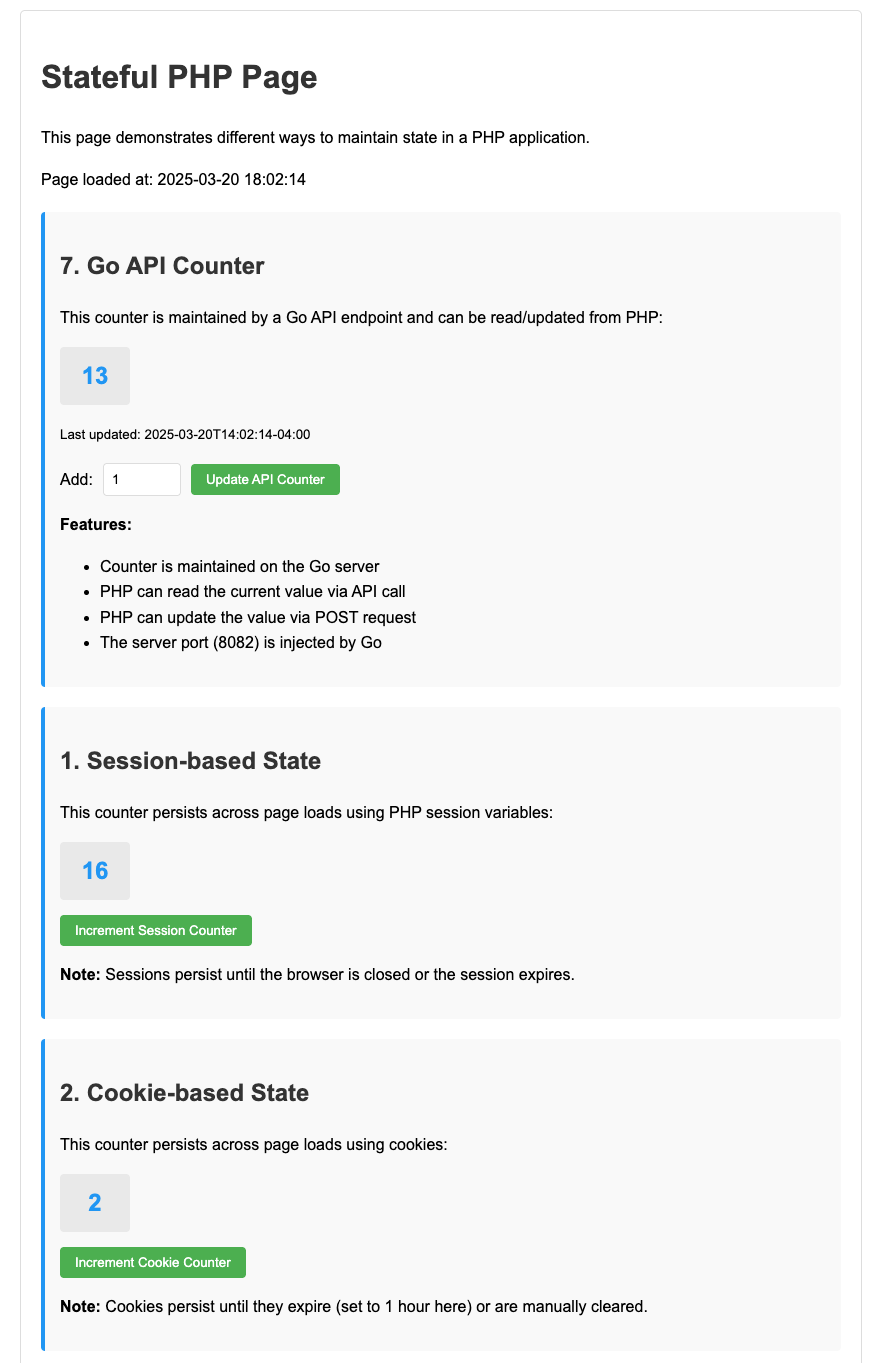 Stateful PHP Page
This page demonstrates different ways to maintain state in a PHP application.
Page loaded at: 2025-03-20 18:02:14
7. Go API Counter
This counter is maintained by a Go API endpoint and can be read/updated from PHP:
13
Last updated: 2025-03-20T14:02:14-04:00
Add: 1 Update API Counter
Features:
• Counter is maintained on the Go server
• PHP can read the current value via API call
• PHP can update the value via POST request
• The server port (8082) is injected by Go
1. Session-based State
This counter persists across page loads using PHP session variables:
16
Increment Session Counter
Note: Sessions persist until the browser is closed or the session expires.
2. Cookie-based State
This counter persists across page loads using cookies:
2
Increment Cookie Counter
Note: Cookies persist until they expire (set to 1 hour here) or are manually cleared.